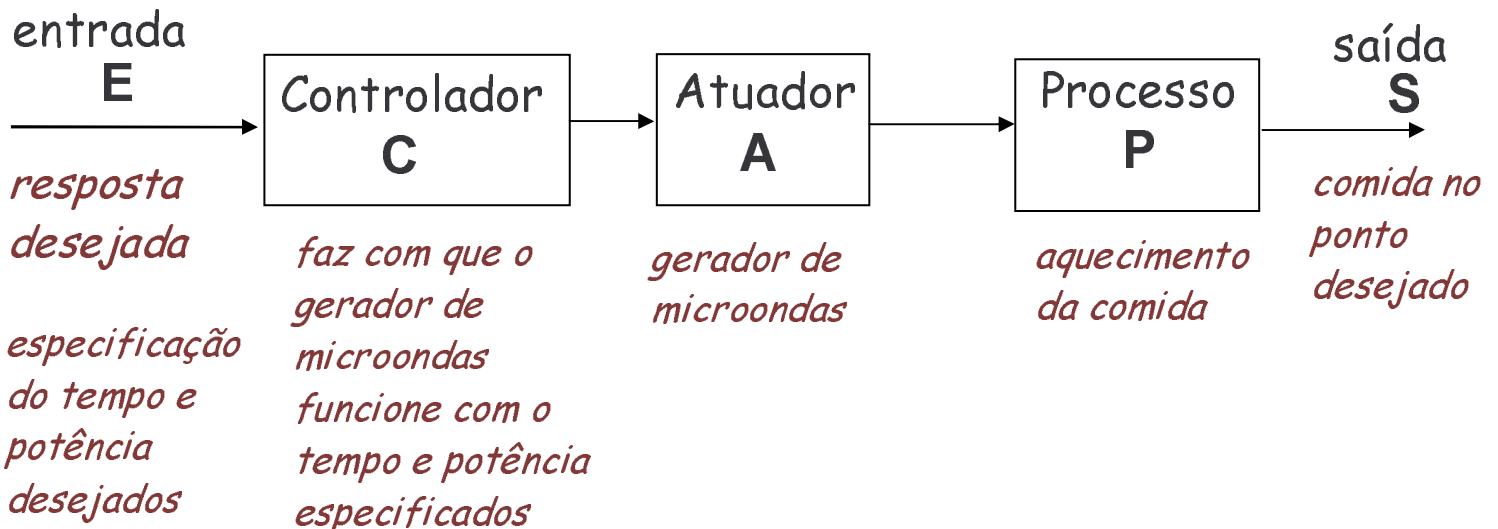 entrada
E
resposta
desejada
especificação
do tempo e
potência
desejados
Controlador
C
faz com que o
gerador de
microondas
funcione com o
tempo e potência
especificados
Atuador
A
gerador de
microondas
Processo
P
aquecimento
da comida
saída
S
comida no
ponto
desejado